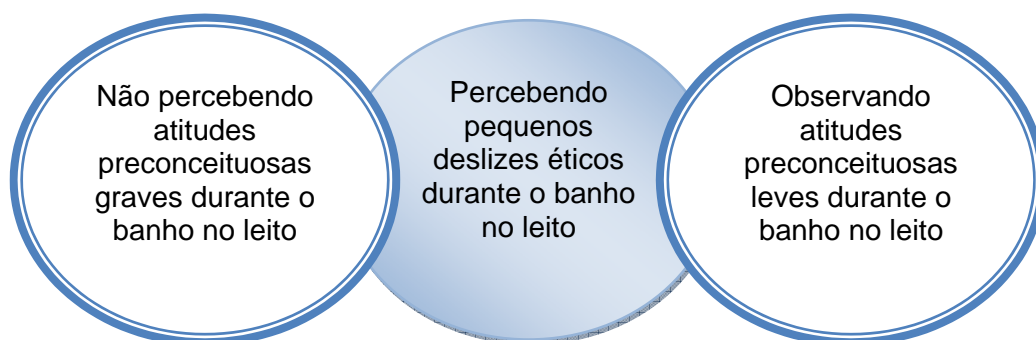 Não percebendo
atitudes
preconceituosas
graves durante o
banho no leito
Percebendo
pequenos
deslizes éticos
durante o banho
no leito
Observando
atitudes
preconceituosas
leves durante o
banho no leito